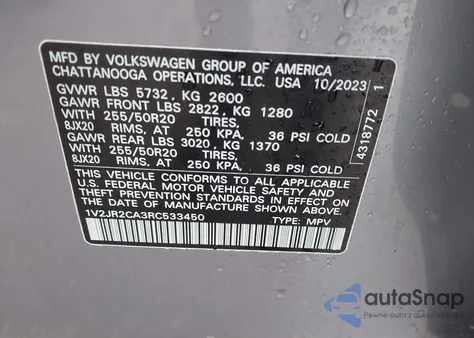 MFD. BY VOLKSWAGEN GROUP OF AMERICA
CHATTANOOGA OPERATIONS, LLC. USA 10/2023
GVWR LBS 5732, KG 2600
GAWR FRONT LBS 2822, KG 1280
WITH 255/50R20 TIRES,
8JX20 RIMS, AT 250 KPA, 36 PSI COLD
GAWR REAR LBS 3020, KG 1370
WITH 255/50R20 TIRES,
8JX20 RIMS, AT 250 KPA, 36 PSI COLD
THIS VEHICLE CONFORMS TO ALL APPLICABLE
U.S. FEDERAL MOTOR VEHICLE SAFETY AND
THEFT PREVENTION STANDARDS IN EFFECT ON
THE DATE OF MANUFACTURE SHOWN ABOVE.
1V2JR2CA3RC533450 TYPE: MPV
4318772 1
autaSnap
Pewne auta z aukcji